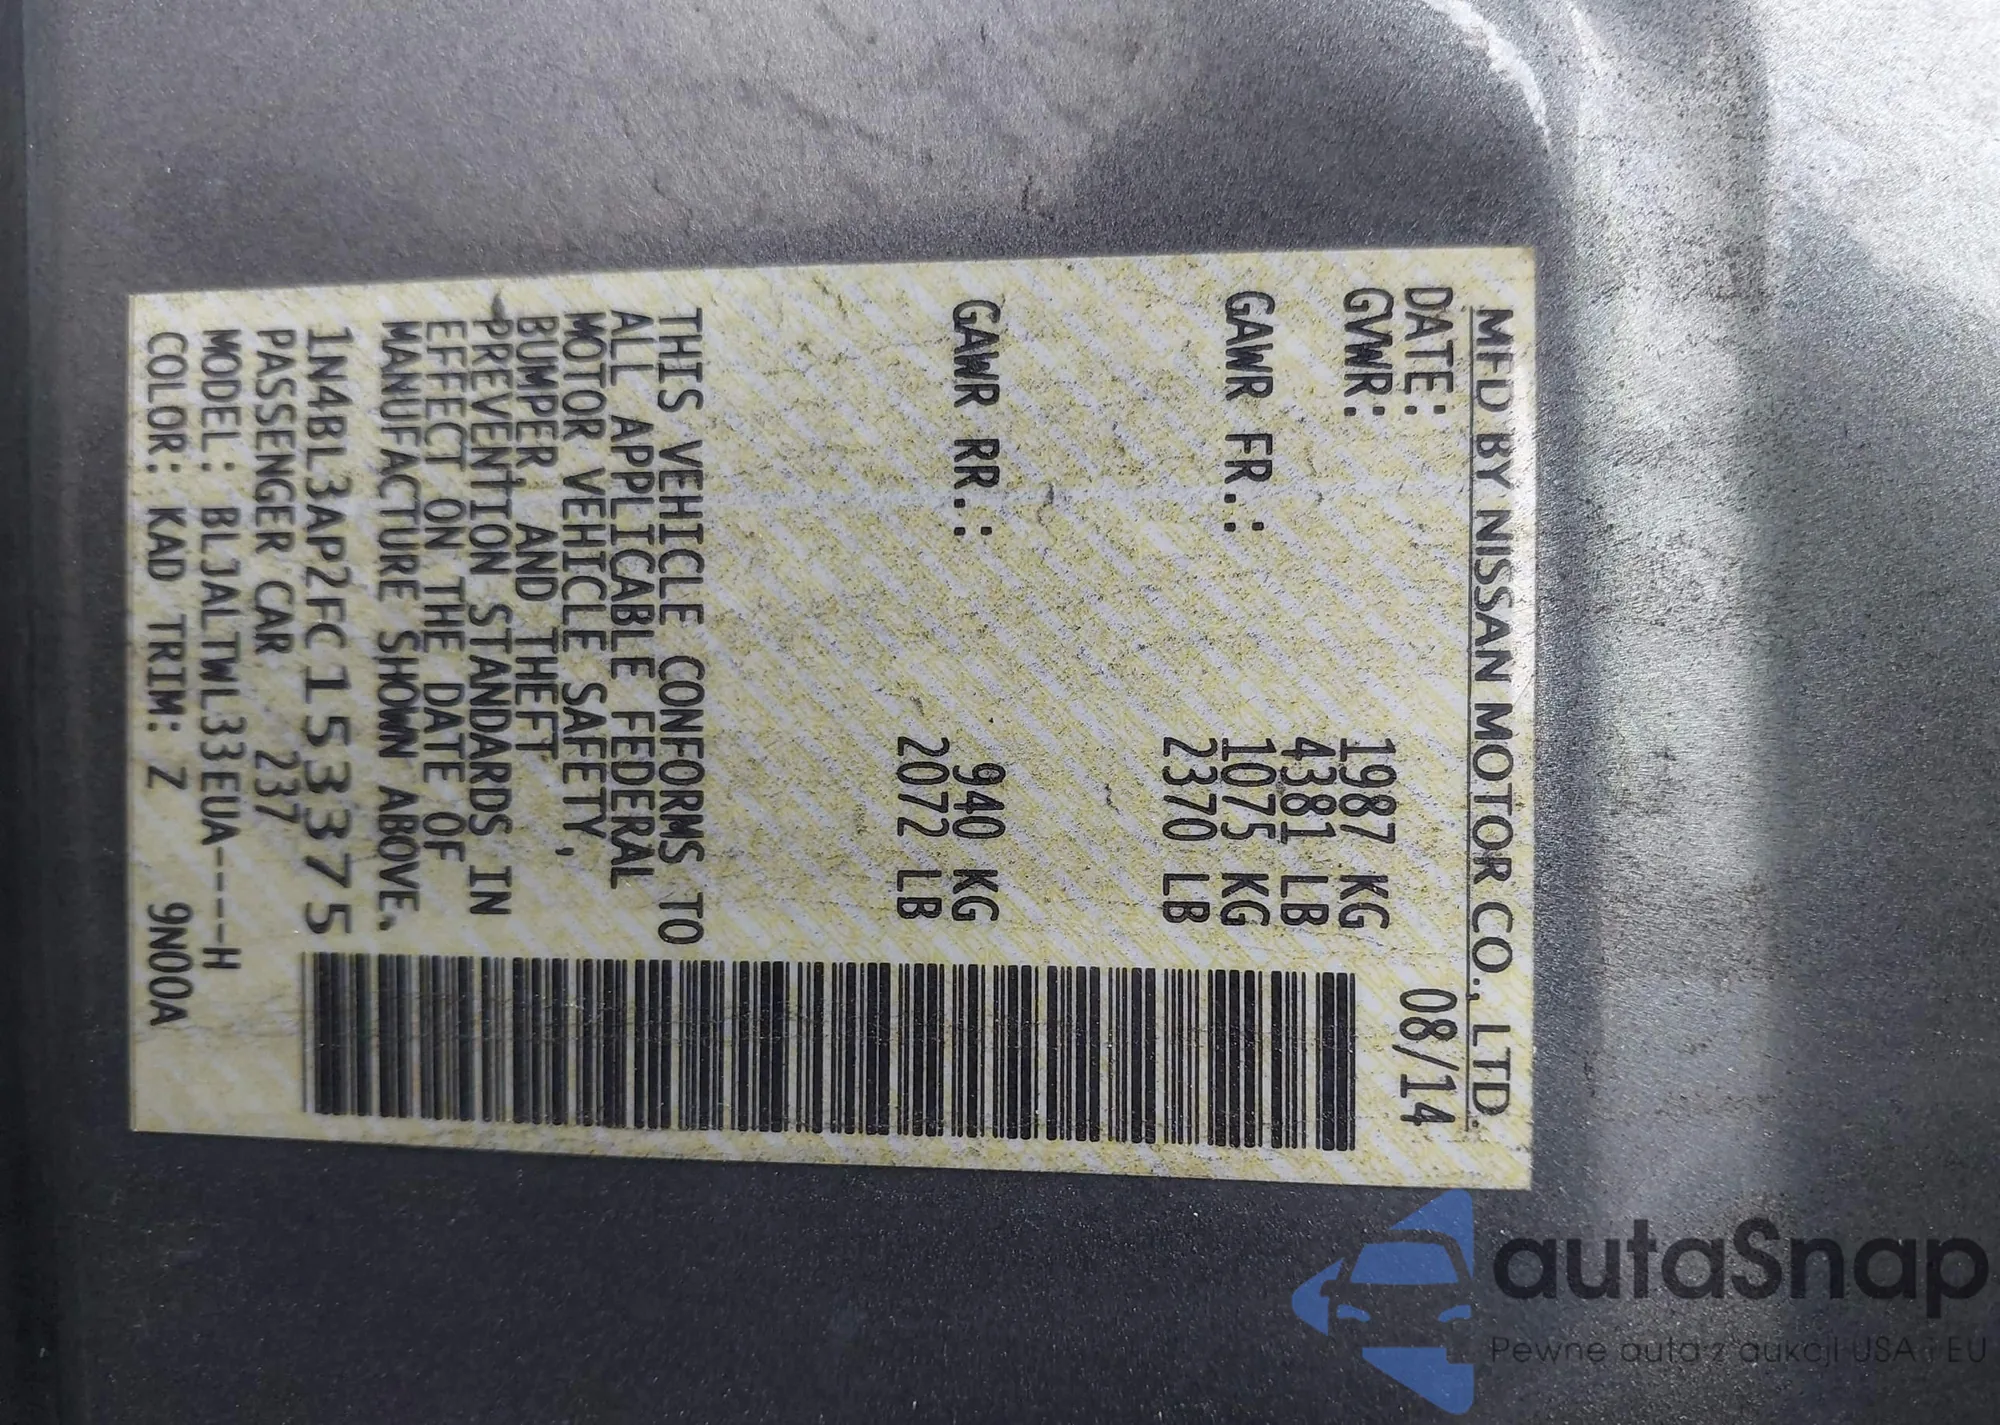 MFD BY NISSAN MOTOR CO., LTD.
DATE: 08/14
GVWR: 1987 KG
4381 LB
GAWR FR.: 1075 KG
2370 LB
GAWR RR.: 940 KG
2072 LB
THIS VEHICLE CONFORMS TO
ALL APPLICABLE FEDERAL
MOTOR VEHICLE SAFETY,
BUMPER AND THEFT
PREVENTION STANDARDS IN
EFFECT ON THE DATE OF
MANUFACTURE SHOWN ABOVE.
1N4BL3AP2FC153375
PASSENGER CAR 237
MODEL: BLJALTWL33EUA----H
COLOR: KAD TRIM: Z 9N00A
autaSnap
Pewne auta z aukcji USA i EU